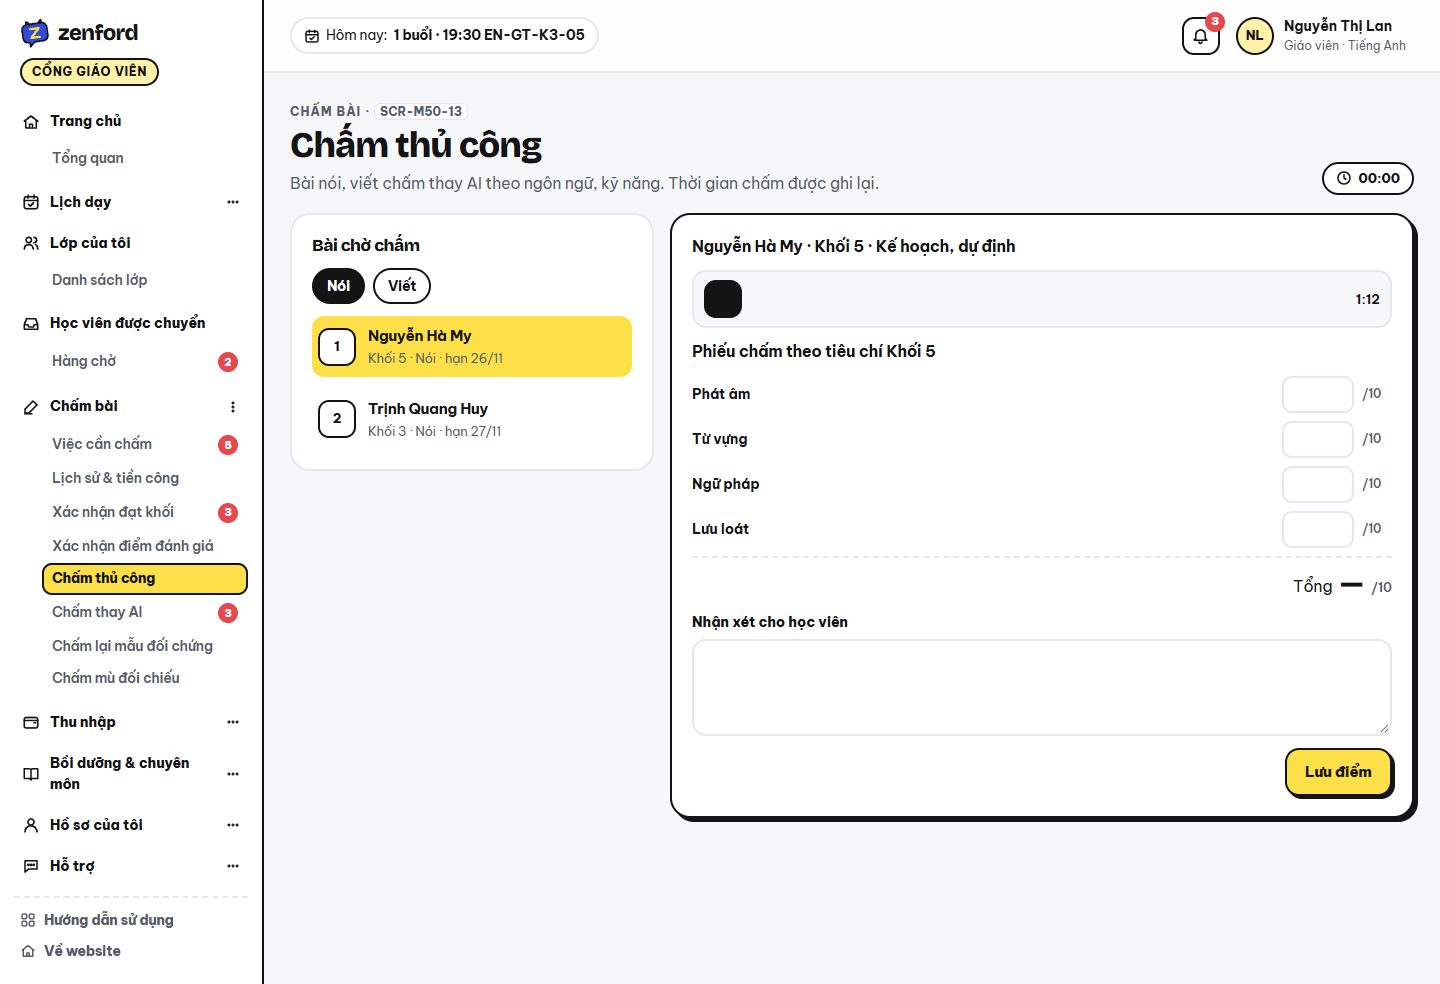 zenford
CỔNG GIÁO VIÊN
Trang chủ
Tổng quan
Lịch dạy
Lớp của tôi
Danh sách lớp
Học viên được chuyển
Hàng chờ 2
Chấm bài
Việc cần chấm 5
Lịch sử & tiền công
Xác nhận đạt khối 3
Xác nhận điểm đánh giá
Chấm thủ công
Chấm thay AI 3
Chấm lại mẫu đối chứng
Chấm mù đối chiếu
Thu nhập
Bồi dưỡng & chuyên
môn
Hồ sơ của tôi
Hỗ trợ
Hướng dẫn sử dụng
Về website
Hôm nay: 1 buổi · 19:30 EN-GT-K3-05
3
NL
Nguyễn Thị Lan
Giáo viên · Tiếng Anh
CHẤM BÀI · SCR-M50-13
Chấm thủ công
Bài nói, viết chấm thay AI theo ngôn ngữ, kỹ năng. Thời gian chấm được ghi lại.
00:00
Bài chờ chấm
Nói Viết
1
Nguyễn Hà My
Khối 5 · Nói · hạn 26/11
2
Trịnh Quang Huy
Khối 3 · Nói · hạn 27/11
Nguyễn Hà My · Khối 5 · Kế hoạch, dự định
1:12
Phiếu chấm theo tiêu chí Khối 5
Phát âm /10
Từ vựng /10
Ngữ pháp /10
Lưu loát /10
Tổng — /10
Nhận xét cho học viên
Lưu điểm